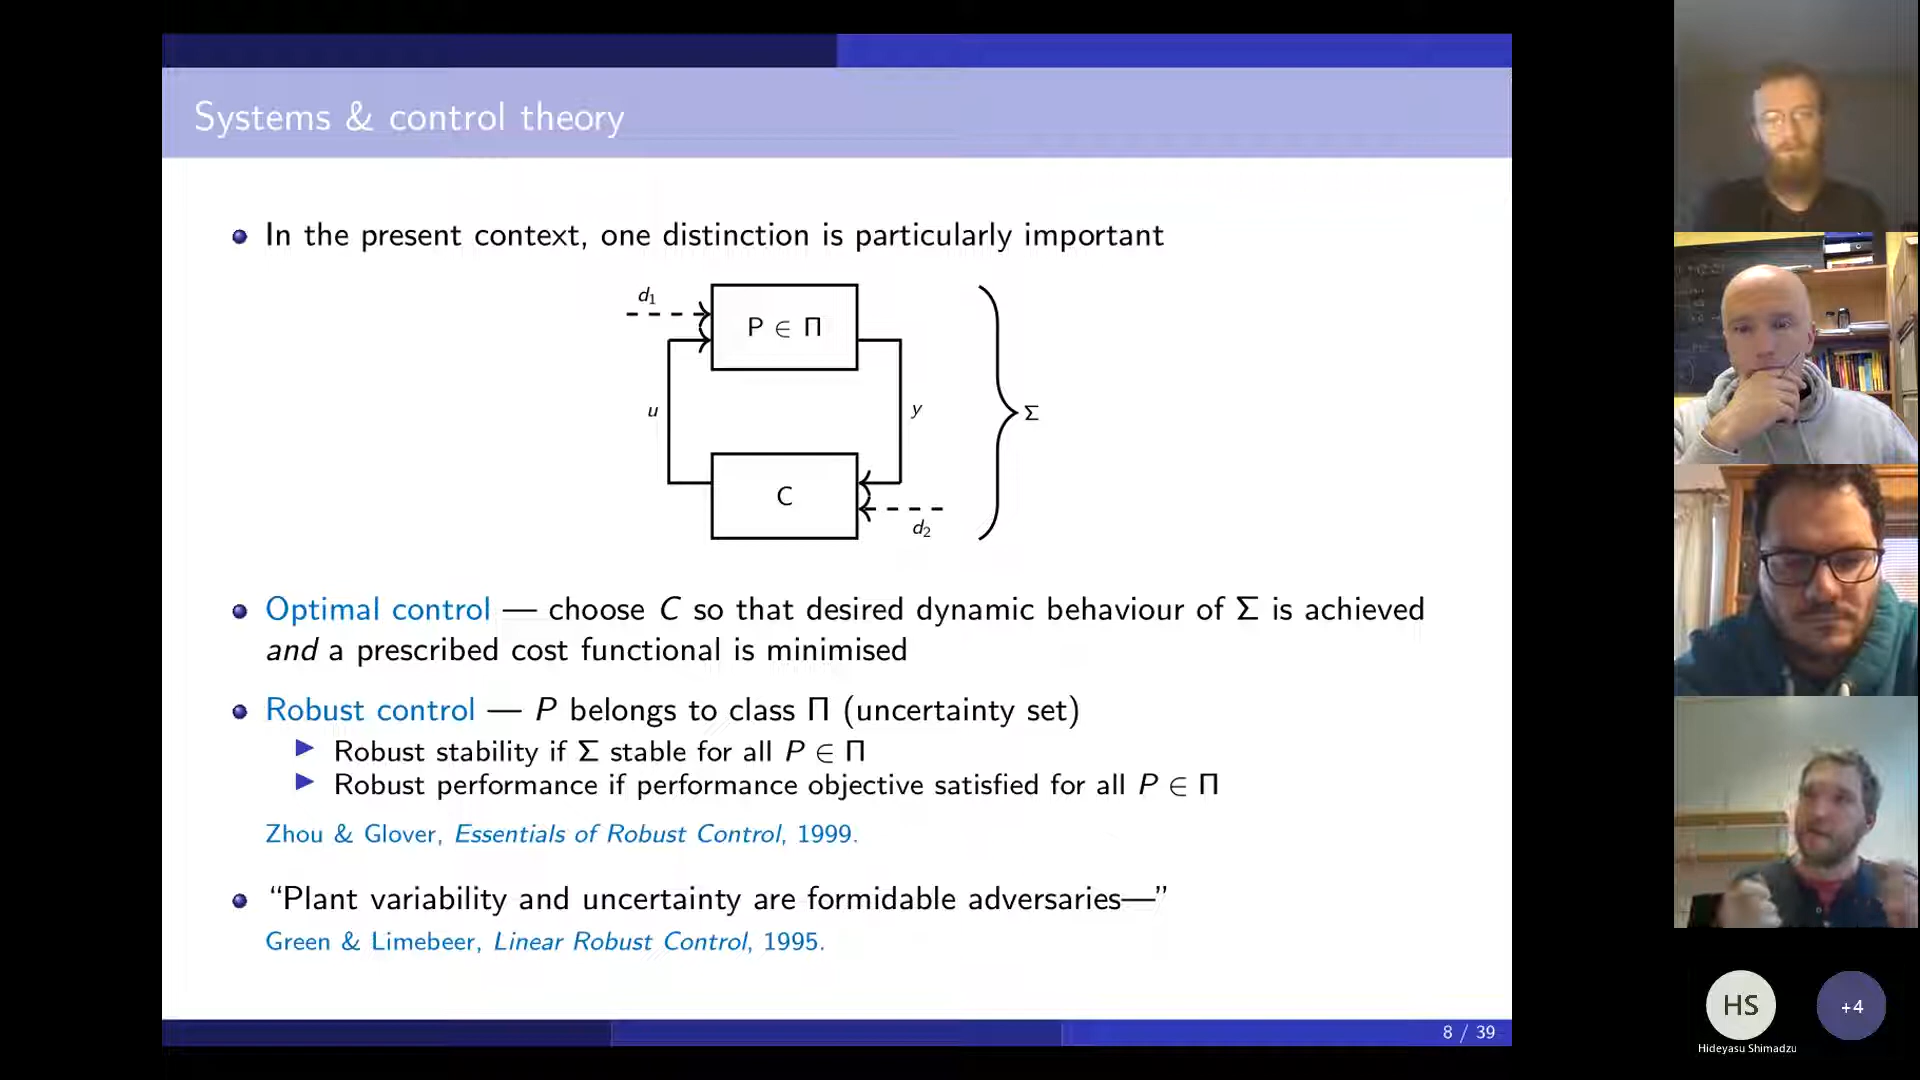 Systems & control theory
In the present context, one distinction is particularly important
d₁
P ∈ Π
u
y
Σ
C
d₂
Optimal control — choose C so that desired dynamic behaviour of Σ is achieved
and a prescribed cost functional is minimised
Robust control — P belongs to class Π (uncertainty set)
Robust stability if Σ stable for all P ∈ Π
Robust performance if performance objective satisfied for all P ∈ Π
Zhou & Glover, Essentials of Robust Control, 1999.
“Plant variability and uncertainty are formidable adversaries—”
Green & Limebeer, Linear Robust Control, 1995.
8 / 39
HS
+4
Hideyasu Shimadzu